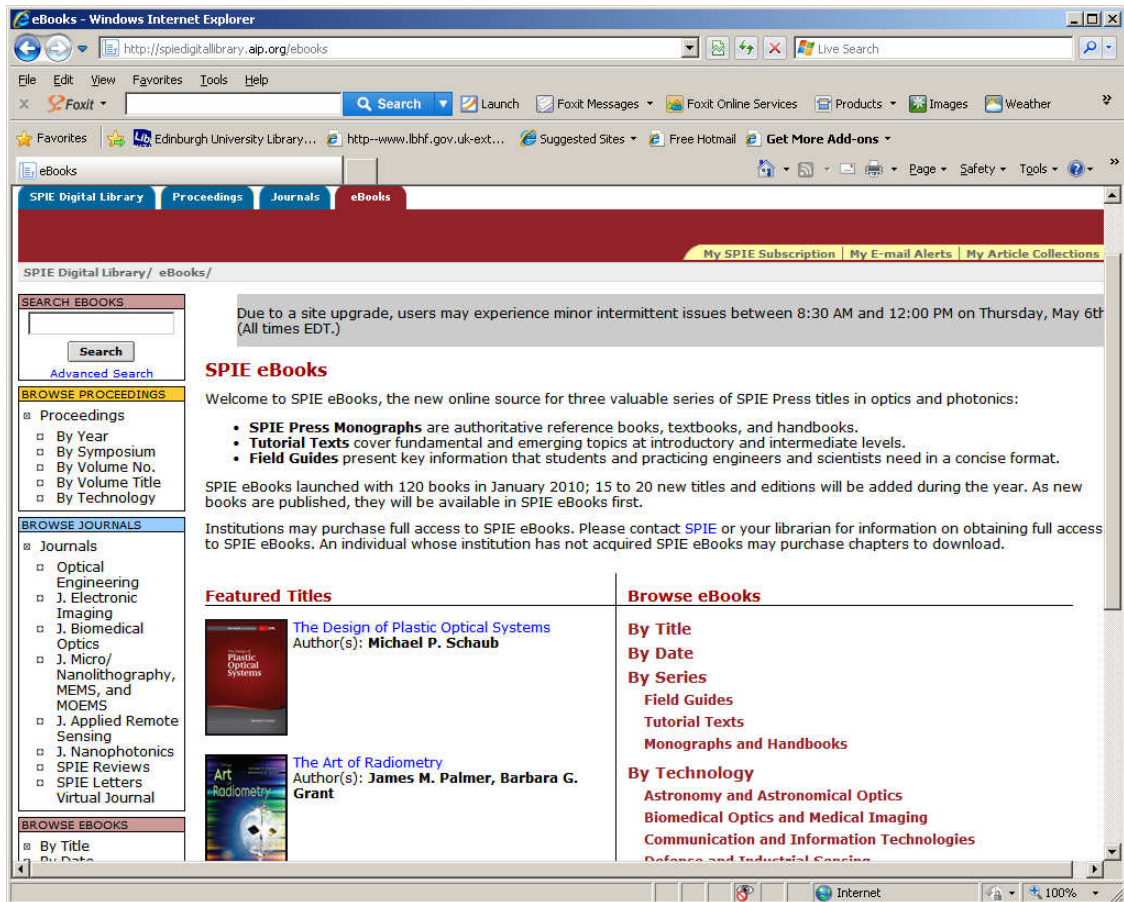 eBooks - Windows Internet Explorer
http://spiedigitallibrary.aip.org/ebooks
Live Search
File Edit View Favorites Tools Help
Foxit
Search Launch Foxit Messages Foxit Online Services Products Images Weather
Favorites Edinburgh University Library... http--www.lbhf.gov.uk-ext... Suggested Sites Free Hotmail Get More Add-ons
eBooks
Page Safety Tools
SPIE Digital Library Proceedings Journals eBooks
My SPIE Subscription | My E-mail Alerts | My Article Collections
SPIE Digital Library/ eBooks/
SEARCH EBOOKS
Search
Advanced Search
BROWSE PROCEEDINGS
Proceedings
By Year
By Symposium
By Volume No.
By Volume Title
By Technology
BROWSE JOURNALS
Journals
Optical
Engineering
J. Electronic
Imaging
J. Biomedical
Optics
J. Micro/
Nanolithography,
MEMS, and
MOEMS
J. Applied Remote
Sensing
J. Nanophotonics
SPIE Reviews
SPIE Letters
Virtual Journal
BROWSE EBOOKS
By Title
By Date
Due to a site upgrade, users may experience minor intermittent issues between 8:30 AM and 12:00 PM on Thursday, May 6th
(All times EDT.)
SPIE eBooks
Welcome to SPIE eBooks, the new online source for three valuable series of SPIE Press titles in optics and photonics:
• SPIE Press Monographs are authoritative reference books, textbooks, and handbooks.
• Tutorial Texts cover fundamental and emerging topics at introductory and intermediate levels.
• Field Guides present key information that students and practicing engineers and scientists need in a concise format.
SPIE eBooks launched with 120 books in January 2010; 15 to 20 new titles and editions will be added during the year. As new
books are published, they will be available in SPIE eBooks first.
Institutions may purchase full access to SPIE eBooks. Please contact SPIE or your librarian for information on obtaining full access
to SPIE eBooks. An individual whose institution has not acquired SPIE eBooks may purchase chapters to download.
Featured Titles
Plastic
Optical
Systems
The Design of Plastic Optical Systems
Author(s): Michael P. Schaub
Art
Radiometry
The Art of Radiometry
Author(s): James M. Palmer, Barbara G.
Grant
Browse eBooks
By Title
By Date
By Series
Field Guides
Tutorial Texts
Monographs and Handbooks
By Technology
Astronomy and Astronomical Optics
Biomedical Optics and Medical Imaging
Communication and Information Technologies
Defense and Industrial Sensing
Internet
100%